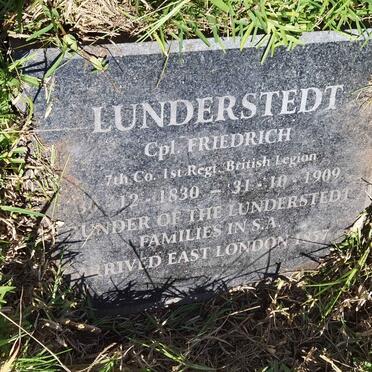 LUNDERSTEDT
Cpl. FRIEDRICH
7th Co. 1st Regt. British Legion
12 · 1830 – 31 · 10 · 1909
UNDER OF THE LUNDERSTEDT
FAMILIES IN S.A.
RRIVED EAST LONDON